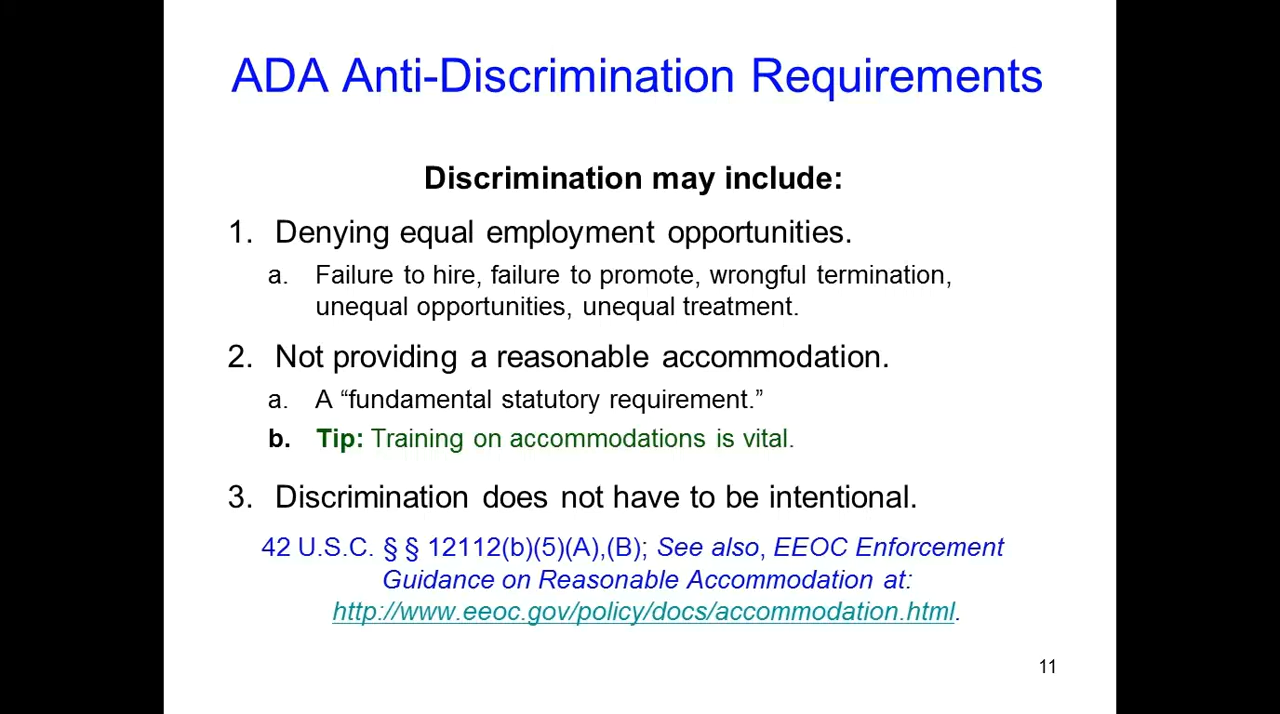 ADA Anti-Discrimination Requirements
Discrimination may include:
1. Denying equal employment opportunities.
a. Failure to hire, failure to promote, wrongful termination,
unequal opportunities, unequal treatment.
2. Not providing a reasonable accommodation.
a. A “fundamental statutory requirement.”
b. Tip: Training on accommodations is vital.
3. Discrimination does not have to be intentional.
42 U.S.C. § § 12112(b)(5)(A),(B); See also, EEOC Enforcement
Guidance on Reasonable Accommodation at:
http://www.eeoc.gov/policy/docs/accommodation.html.
11